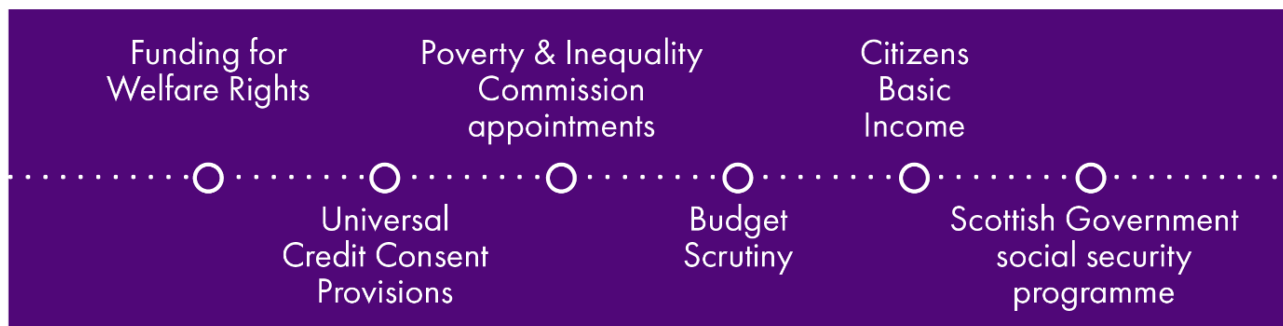 Funding for
Welfare Rights
Universal
Credit Consent
Provisions
Poverty & Inequality
Commission
appointments
Budget
Scrutiny
Citizens
Basic
Income
Scottish Government
social security
programme